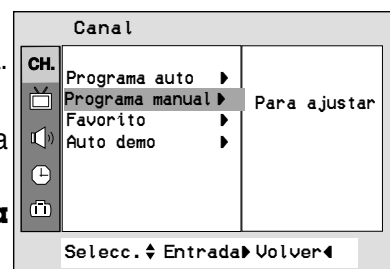 Canal
CH.
Programa auto
Programa manual
Favorito
Auto demo
Para ajustar
Selecc. Entrada Volver
a